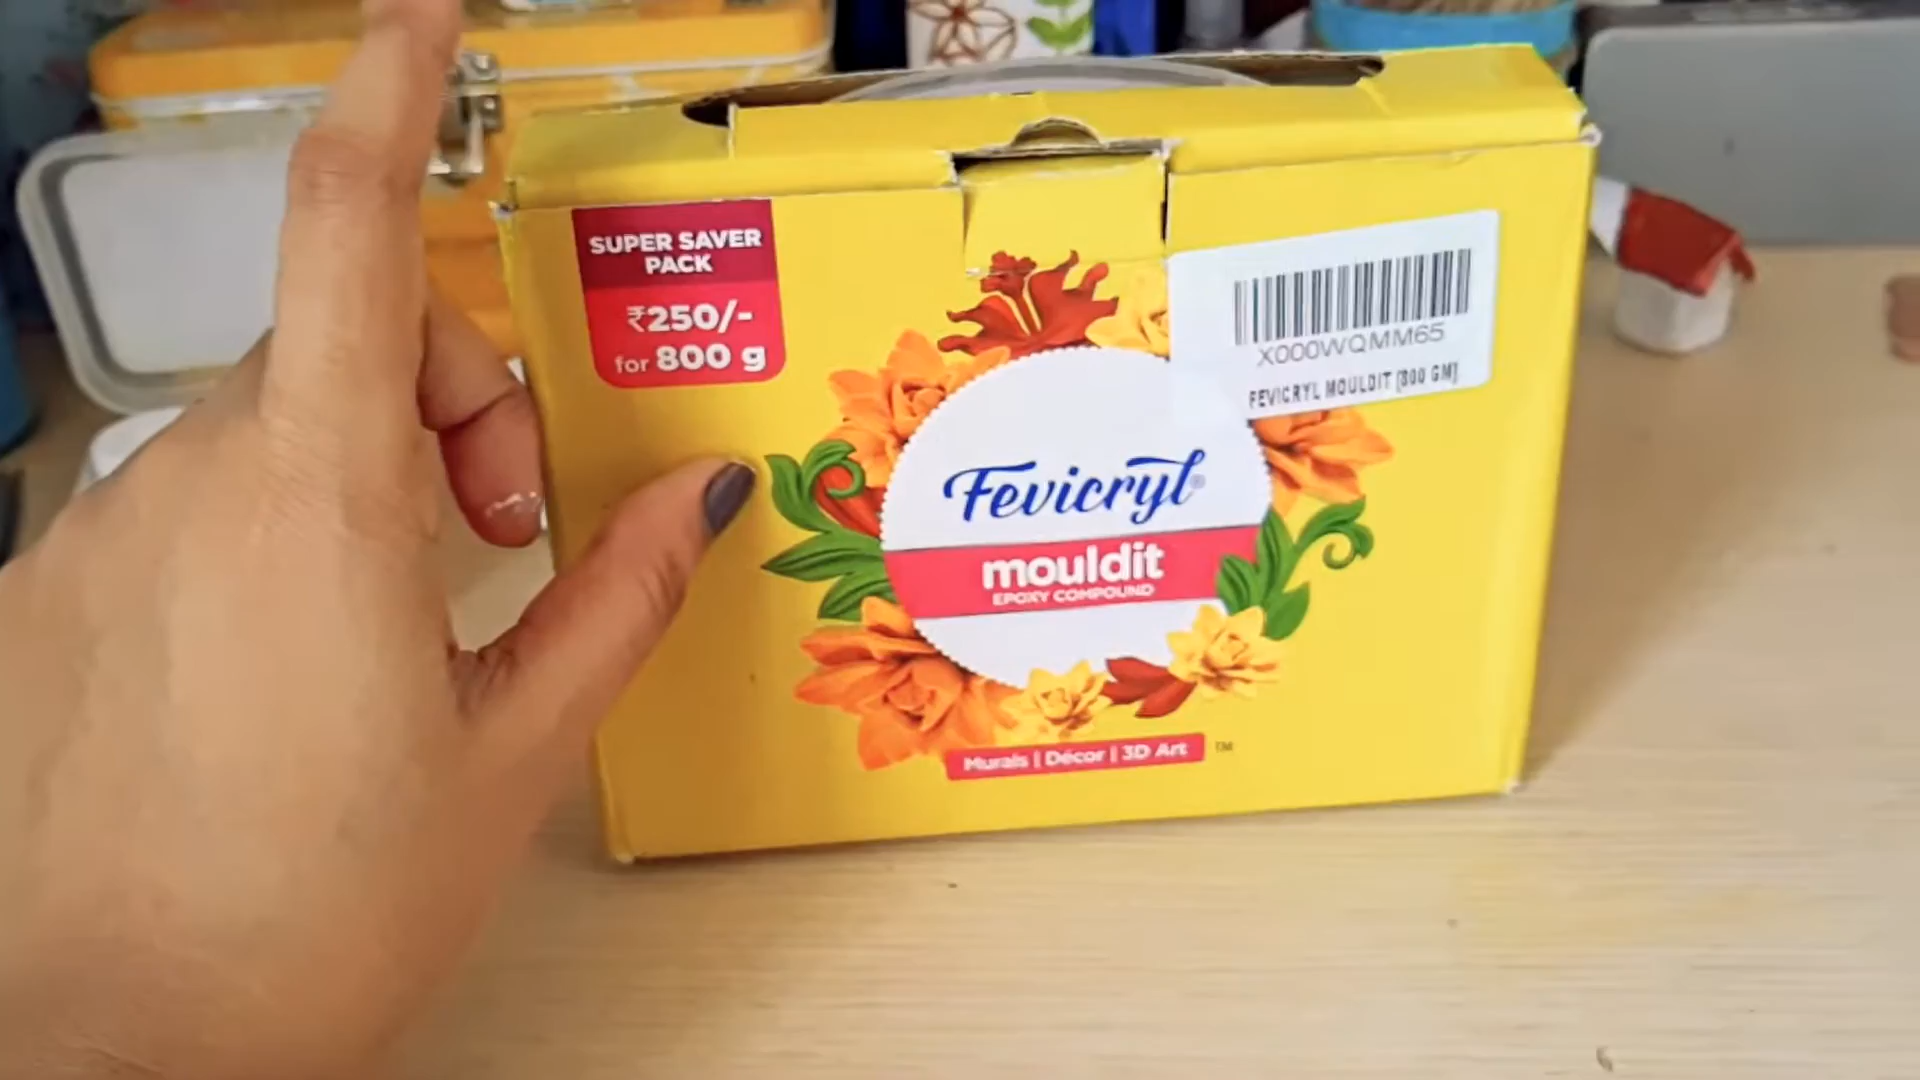 SUPER SAVER
PACK
₹250/-
for 800 g
X000WQMM65
FEVICRYL MOULDIT [800 GM]
Fevicryl®
mouldit
EPOXY COMPOUND
Murals | Décor | 3D Art ™